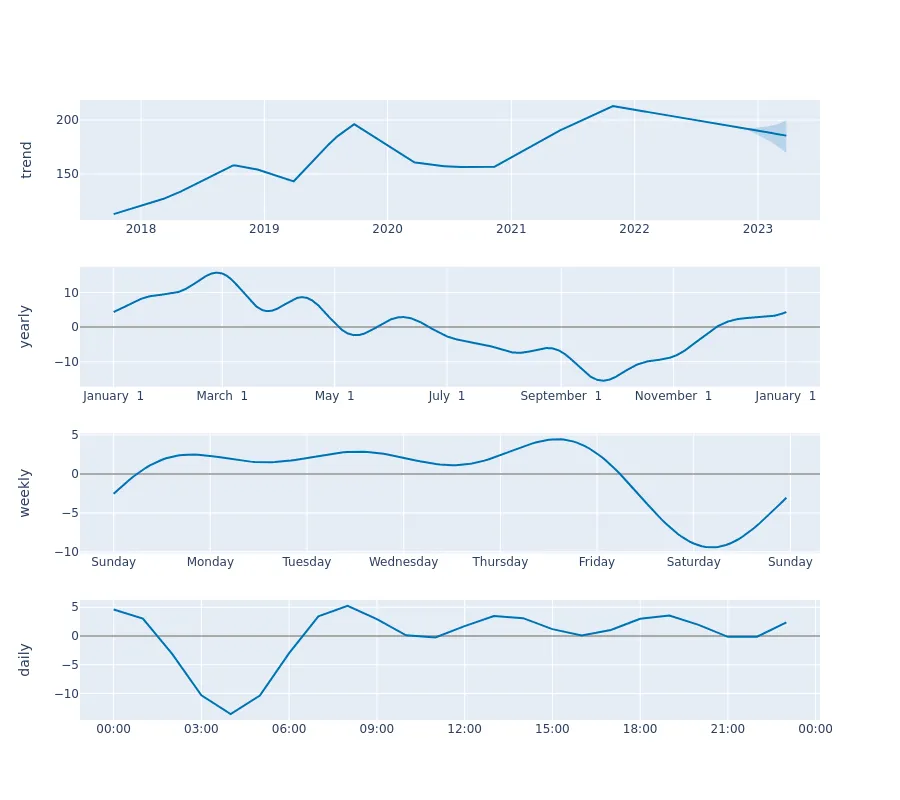 trend
200
150
2018 2019 2020 2021 2022 2023
yearly
10
0
−10
January 1 March 1 May 1 July 1 September 1 November 1 January 1
weekly
5
0
−5
−10
Sunday Monday Tuesday Wednesday Thursday Friday Saturday Sunday
daily
5
0
−5
−10
00:00 03:00 06:00 09:00 12:00 15:00 18:00 21:00 00:00